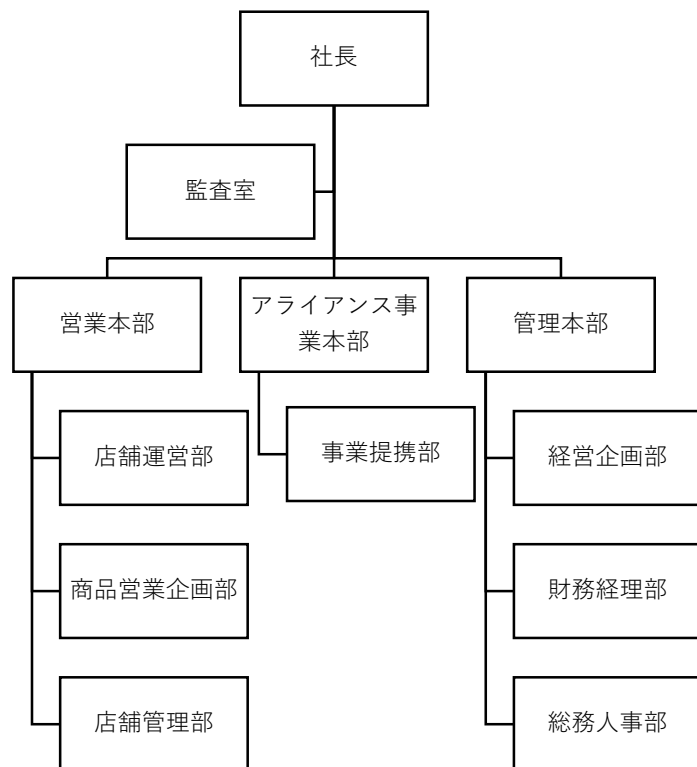 社長
監査室
営業本部
アライアンス事
業本部
管理本部
店舗運営部
事業提携部
経営企画部
商品営業企画部
財務経理部
店舗管理部
総務人事部